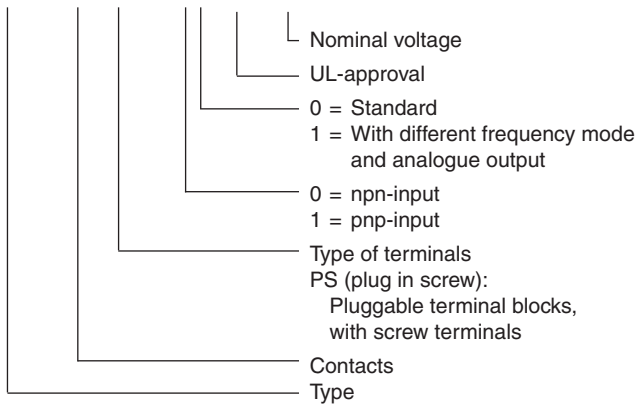 Nominal voltage
UL-approval
0 = Standard
1 = With different frequency mode
and analogue output
0 = npn-input
1 = pnp-input
Type of terminals
PS (plug in screw):
Pluggable terminal blocks,
with screw terminals
Contacts
Type